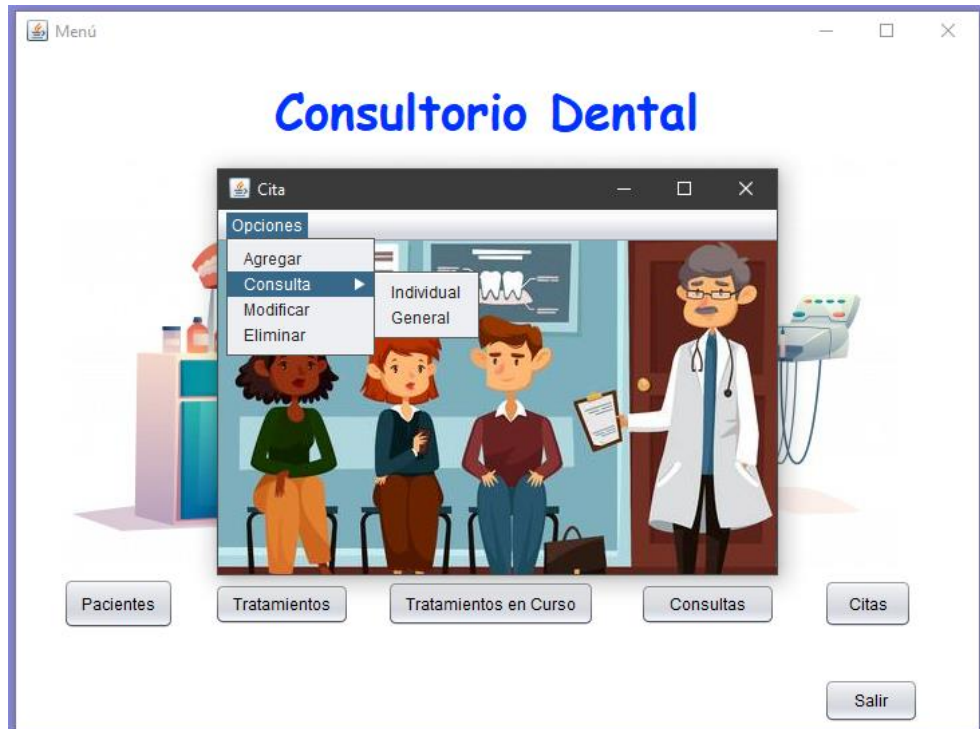 Menú
Consultorio Dental
Cita
Opciones
Agregar
Consulta
Modificar
Eliminar
Individual
General
Pacientes
Tratamientos
Tratamientos en Curso
Consultas
Citas
Salir